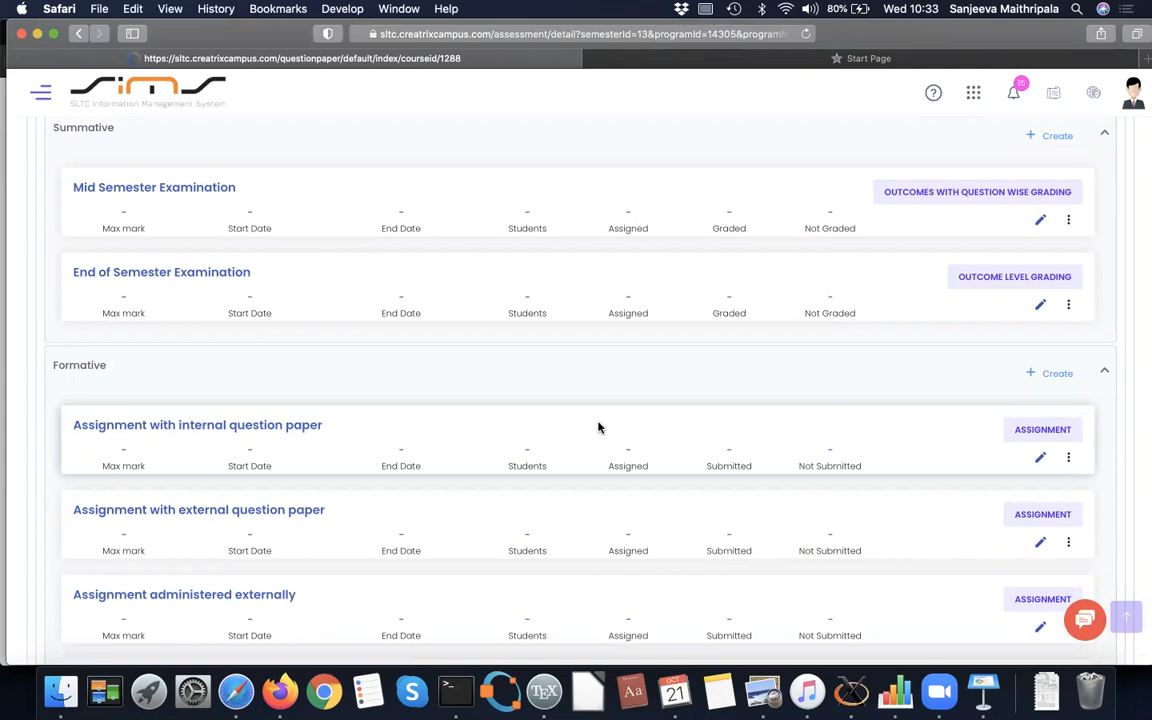 Safari File Edit View History Bookmarks Develop Window Help 80% Wed 10:33 Sanjeeva Maithripala
sltc.creatrixcampus.com/assessment/detail?semesterId=13&programId=14305&program
https://sltc.creatrixcampus.com/questionpaper/default/index/courseid/1288 Start Page
SIMS
SLTC Information Management System
15
Summative
+ Create
Mid Semester Examination
OUTCOMES WITH QUESTION WISE GRADING
- - - - - - -
Max mark Start Date End Date Students Assigned Graded Not Graded
End of Semester Examination
OUTCOME LEVEL GRADING
- - - - - - -
Max mark Start Date End Date Students Assigned Graded Not Graded
Formative
+ Create
Assignment with internal question paper
ASSIGNMENT
- - - - - - -
Max mark Start Date End Date Students Assigned Submitted Not Submitted
Assignment with external question paper
ASSIGNMENT
- - - - - - -
Max mark Start Date End Date Students Assigned Submitted Not Submitted
Assignment administered externally
ASSIGNMENT
- - - - - - -
Max mark Start Date End Date Students Assigned Submitted Not Submitted
TEX
Aa
OCT
21